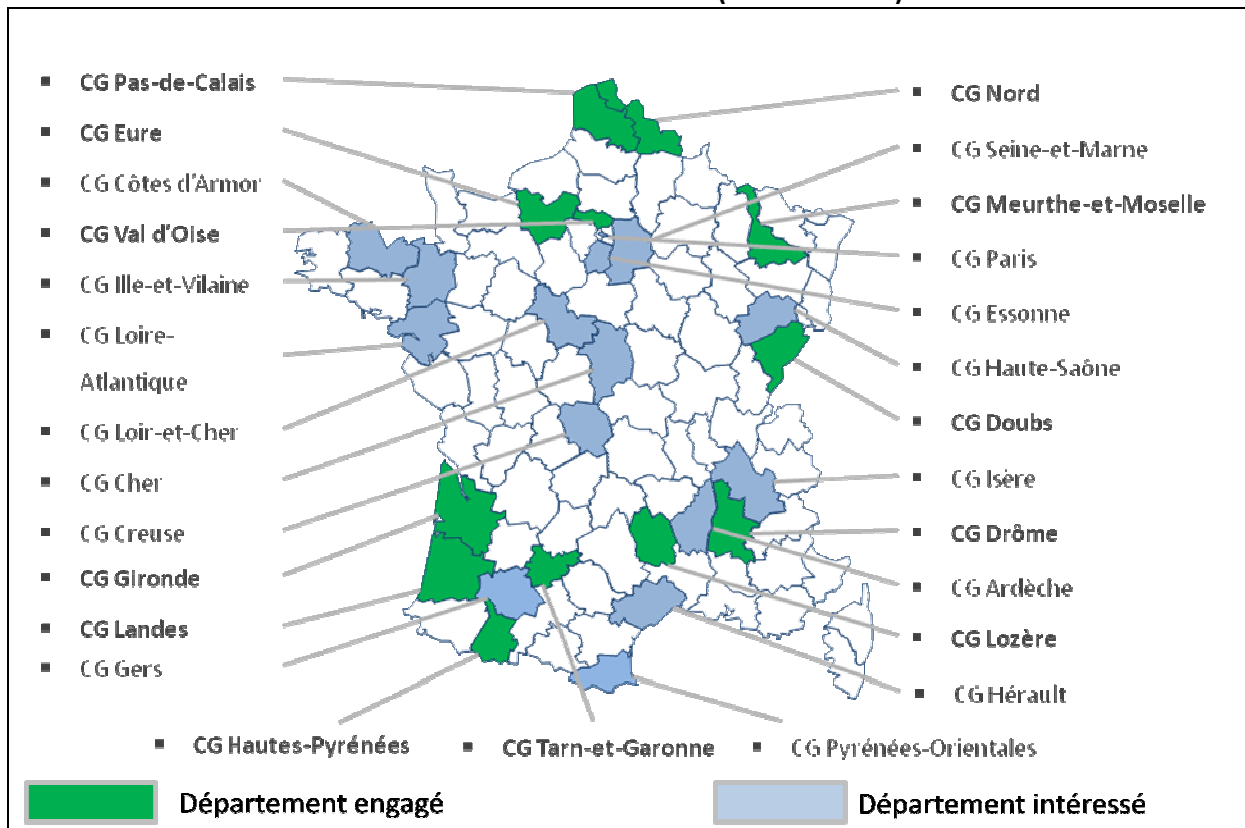 ■ CG Pas-de-Calais
■ CG Eure
■ CG Côtes d'Armor
■ CG Val d'Oise
■ CG Ille-et-Vilaine
■ CG Loire-
Atlantique
■ CG Loir-et-Cher
■ CG Cher
■ CG Creuse
■ CG Gironde
■ CG Landes
■ CG Gers
■ CG Nord
■ CG Seine-et-Marne
■ CG Meurthe-et-Moselle
■ CG Paris
■ CG Essonne
■ CG Haute-Saône
■ CG Doubs
■ CG Isère
■ CG Drôme
■ CG Ardèche
■ CG Lozère
■ CG Hérault
■ CG Hautes-Pyrénées ■ CG Tarn-et-Garonne ■ CG Pyrénées-Orientales
Département engagé Département intéressé